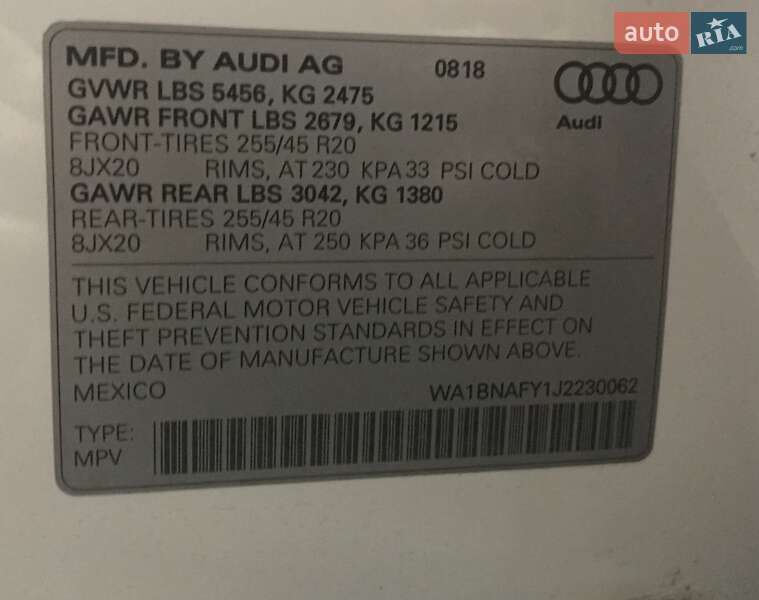 auto RIA .com
MFD. BY AUDI AG 0818
GVWR LBS 5456, KG 2475
GAWR FRONT LBS 2679, KG 1215
Audi
FRONT-TIRES 255/45 R20
8JX20 RIMS, AT 230 KPA 33 PSI COLD
GAWR REAR LBS 3042, KG 1380
REAR-TIRES 255/45 R20
8JX20 RIMS, AT 250 KPA 36 PSI COLD
THIS VEHICLE CONFORMS TO ALL APPLICABLE
U.S. FEDERAL MOTOR VEHICLE SAFETY AND
THEFT PREVENTION STANDARDS IN EFFECT ON
THE DATE OF MANUFACTURE SHOWN ABOVE.
MEXICO WA1BNAFY1J2230062
TYPE:
MPV